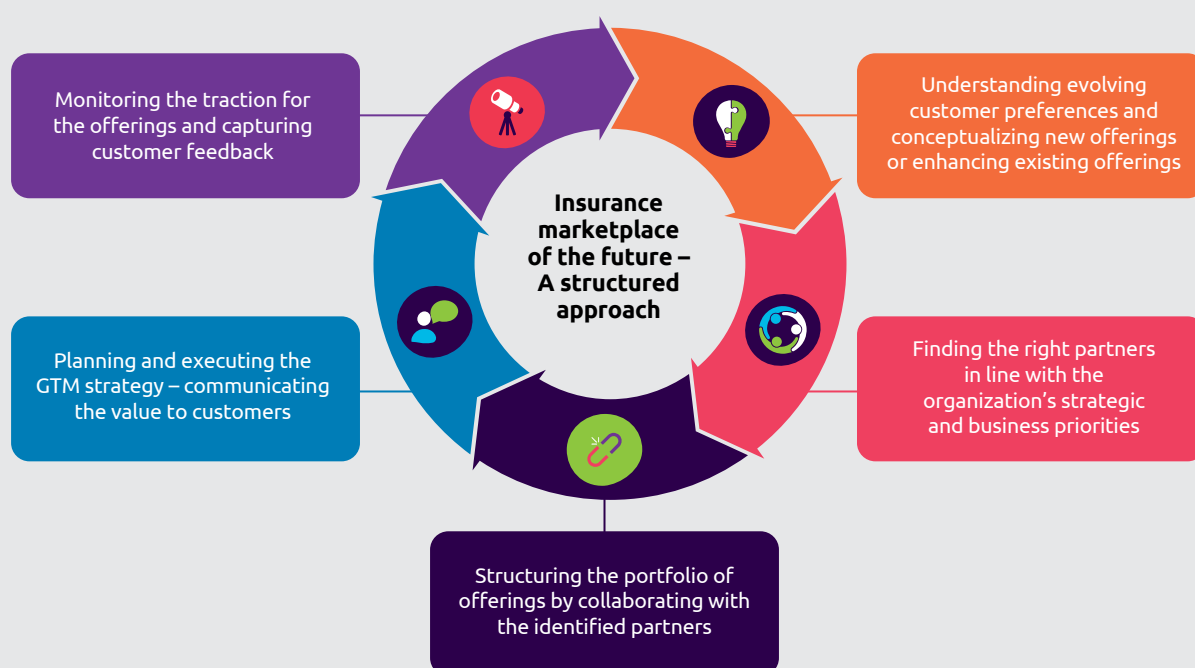 Monitoring the traction for
the offerings and capturing
customer feedback
Understanding evolving
customer preferences and
conceptualizing new offerings
or enhancing existing offerings
Insurance
marketplace
of the future –
A structured
approach
Planning and executing the
GTM strategy – communicating
the value to customers
Finding the right partners
in line with the
organization’s strategic
and business priorities
Structuring the portfolio of
offerings by collaborating with
the identified partners